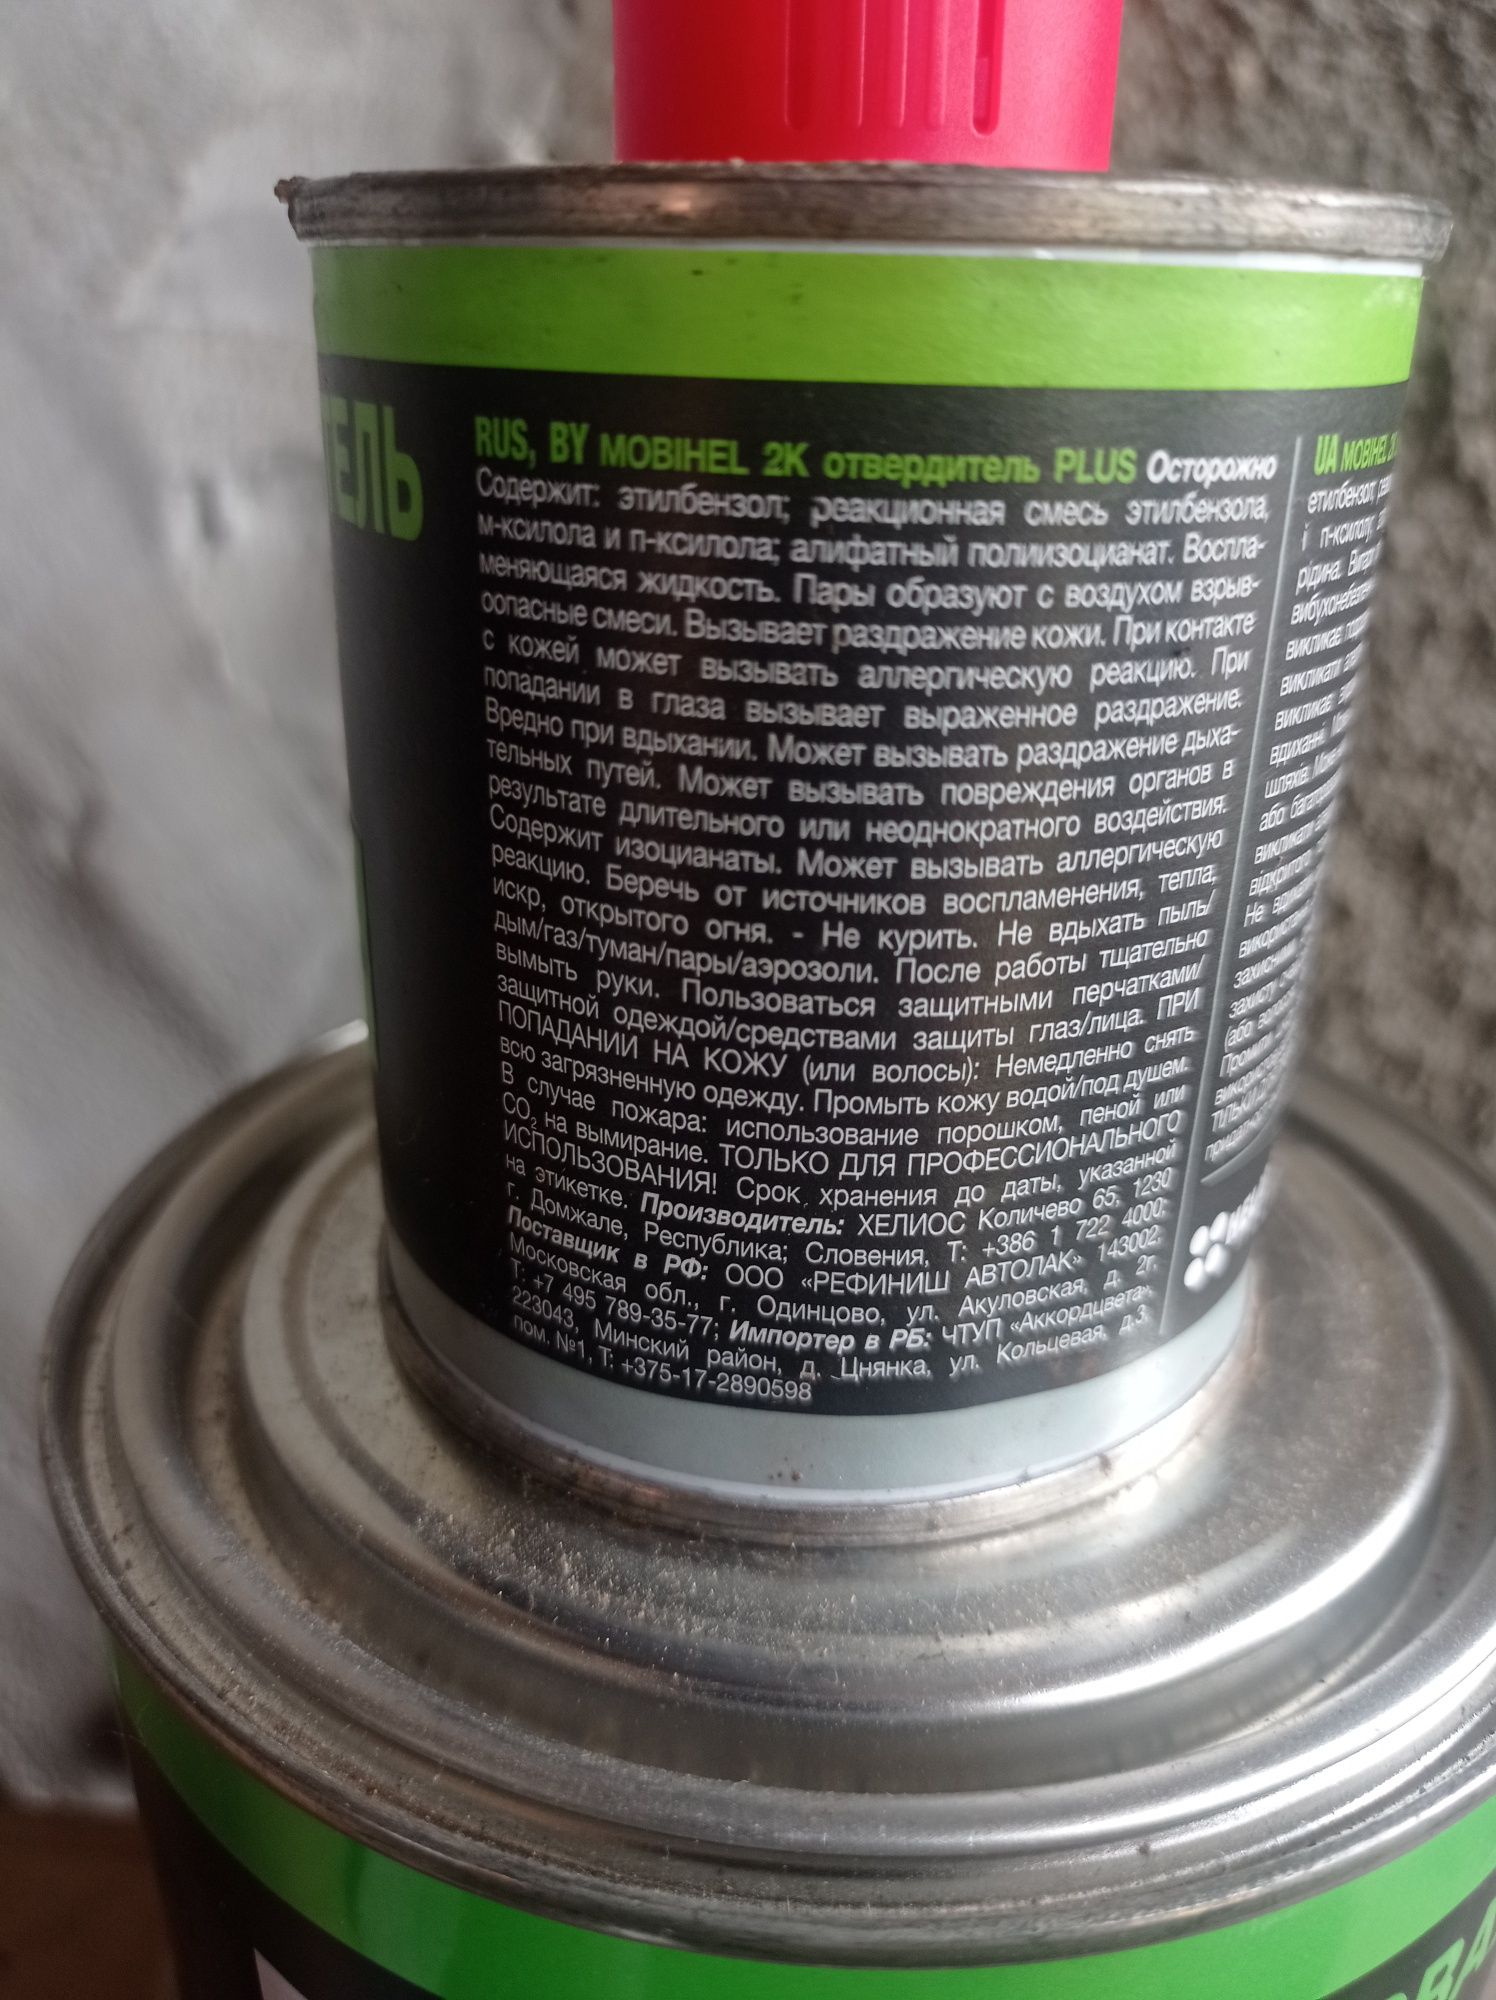 ТЕЛЬ
RUS, BY MOBIHEL 2K отвердитель PLUS Осторожно
Содержит: этилбензол; реакционная смесь этилбензола,
м-ксилола и п-ксилола; алифатный полиизоцианат. Воспла-
меняющаяся жидкость. Пары образуют с воздухом взрыв-
оопасные смеси. Вызывает раздражение кожи. При контакте
с кожей может вызывать аллергическую реакцию. При
попадании в глаза вызывает выраженное раздражение.
Вредно при вдыхании. Может вызывать раздражение дыха-
тельных путей. Может вызывать повреждения органов в
результате длительного или неоднократного воздействия.
Содержит изоцианаты. Может вызывать аллергическую
реакцию. Беречь от источников воспламенения, тепла,
искр, открытого огня. - Не курить. Не вдыхать пыль/
дым/газ/туман/пары/аэрозоли. После работы тщательно
вымыть руки. Пользоваться защитными перчатками/
защитной одеждой/средствами защиты глаз/лица. ПРИ
ПОПАДАНИИ НА КОЖУ (или волосы): Немедленно снять
всю загрязненную одежду. Промыть кожу водой/под душем.
В случае пожара: использование порошком, пеной или
CO₂ на вымирание. ТОЛЬКО ДЛЯ ПРОФЕССИОНАЛЬНОГО
ИСПОЛЬЗОВАНИЯ! Срок хранения до даты, указанной
на этикетке. Производитель: ХЕЛИОС Количево 65, 1230
г. Домжале, Республика; Словения, Т: +386 1 722 4000;
Поставщик в РФ: ООО «РЕФИНИШ АВТОЛАК» 143002;
Московская обл., г. Одинцово, ул. Акуловская, д. 2г,
Т: +7 495 789-35-77; Импортер в РБ: ЧТУП «Аккордцвета»,
223043, Минский район, д. Цнянка, ул. Кольцевая, д.3,
пом. №1, Т: +375-17-2890598
UA MOBIHEL
етилбензол;
і п-ксилолу,
рідина.
викликає
викликати
викликає
вдиханні.
шляхів.
або
викликати
відкритого
Не
захисними
захисту
(або
Промити
ТІЛЬКИ